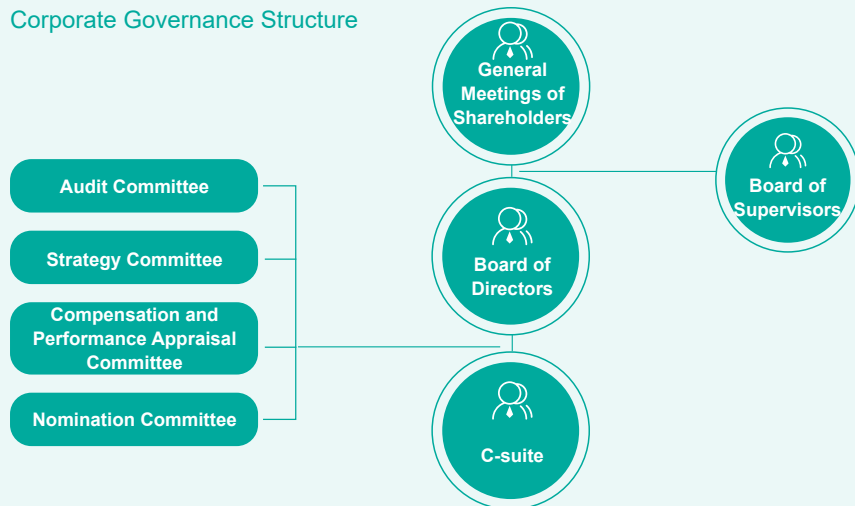 Corporate Governance Structure
General
Meetings of
Shareholders
Board of
Supervisors
Audit Committee
Strategy Committee
Compensation and
Performance Appraisal
Committee
Nomination Committee
Board of
Directors
C-suite